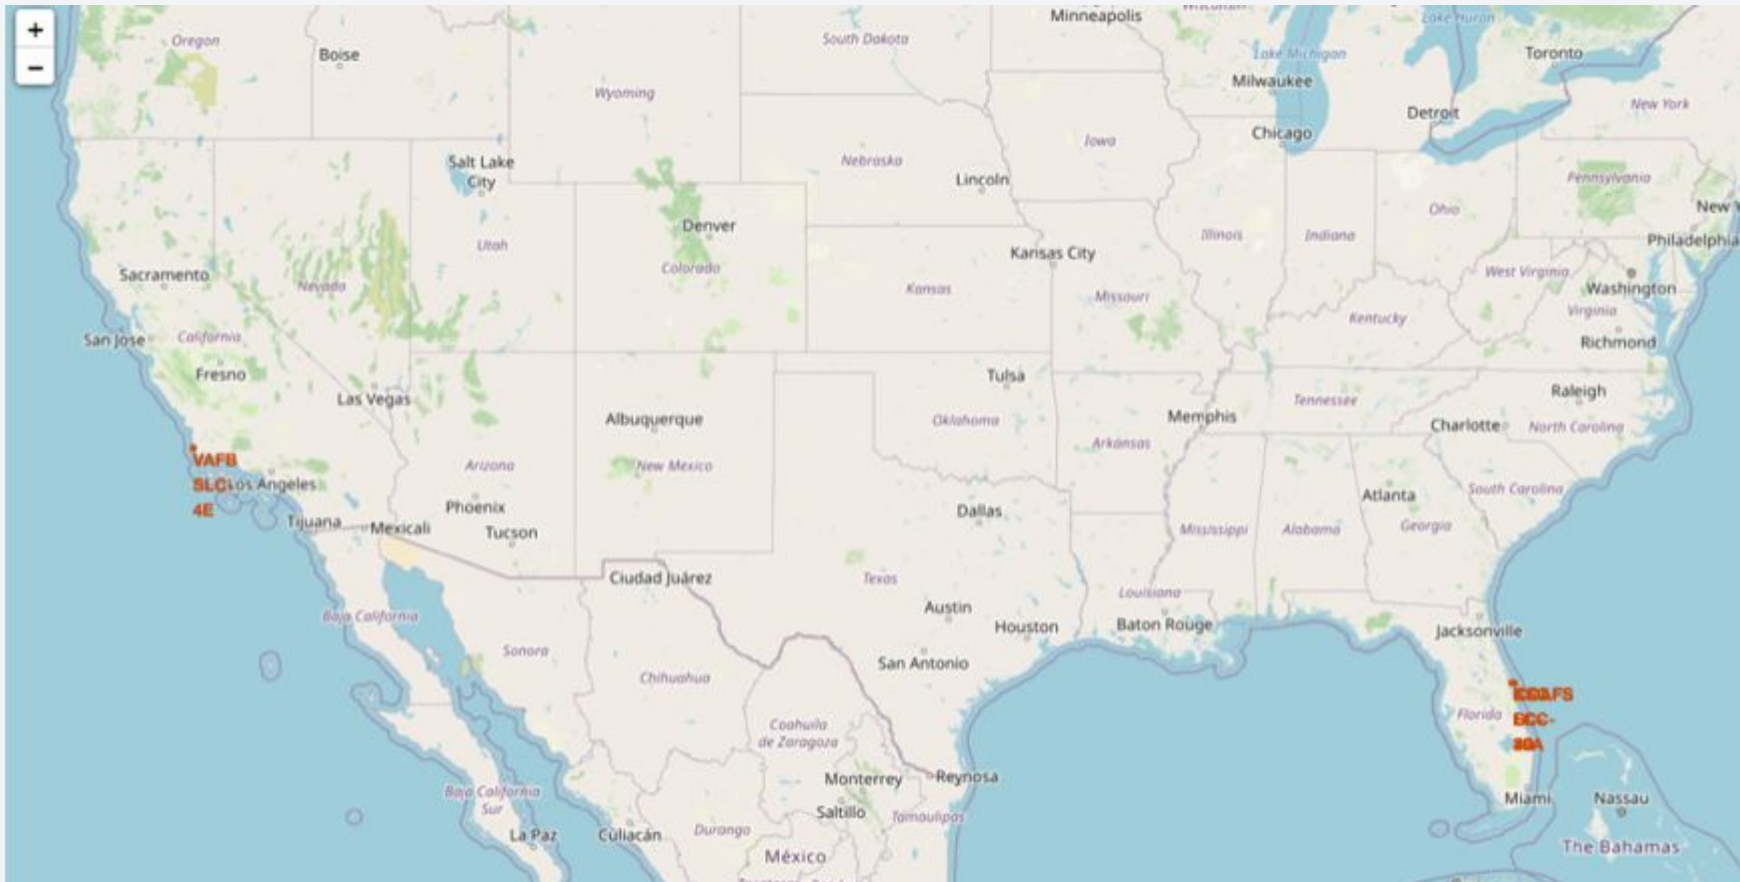 +
−
Oregon
Boise
South Dakota
Minneapolis
Wisconsin
Lake Huron
Toronto
Lake Michigan
Milwaukee
Wyoming
Detroit
New York
Chicago
Iowa
Salt Lake
City
Nebraska
Lincoln
Pennsylvania
New Y
Denver
Ohio
Utah
Illinois
Indiana
Philadelphia
Kansas City
Sacramento
Colorado
West Virginia
Nevada
Kansas
Missouri
Washington
Virginia
Kentucky
San Jose
California
Richmond
Fresno
Tulsa
Las Vegas
Raleigh
Tennessee
Albuquerque
Oklahoma
Memphis
Charlotte
North Carolina
Arkansas
VAFB
SLC-
4E
Los Angeles
Arizona
New Mexico
South Carolina
Atlanta
Phoenix
Dallas
Tijuana
Mexicali
Tucson
Mississippi
Alabama
Georgia
Ciudad Juárez
Texas
Louisiana
Austin
Baja California
Houston
Baton Rouge
Jacksonville
Sonora
San Antonio
Chihuahua
Florida
Coahuila
de Zaragoza
Monterrey
Reynosa
Baja California
Sur
Saltillo
Tamaulipas
Miami
Nassau
La Paz
Culiacán
Durango
México
The Bahamas